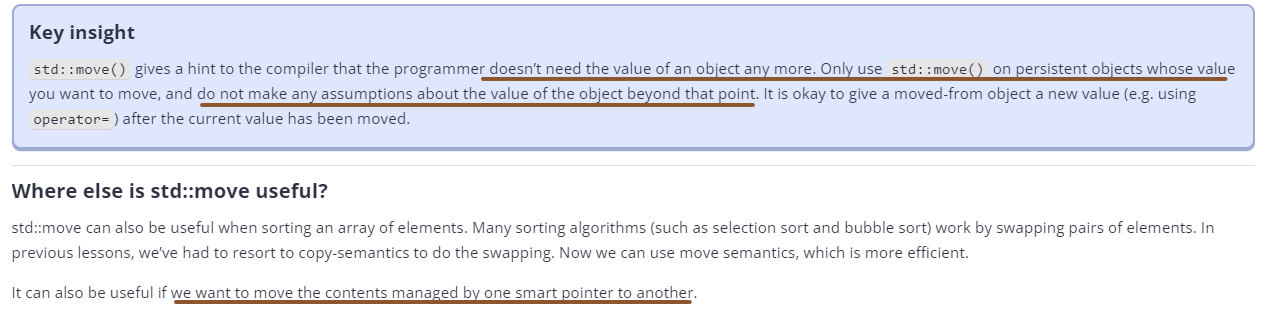 Key insight
std::move() gives a hint to the compiler that the programmer doesn’t need the value of an object any more. Only use std::move() on persistent objects whose value
you want to move, and do not make any assumptions about the value of the object beyond that point. It is okay to give a moved-from object a new value (e.g. using
operator= ) after the current value has been moved.
Where else is std::move useful?
std::move can also be useful when sorting an array of elements. Many sorting algorithms (such as selection sort and bubble sort) work by swapping pairs of elements. In
previous lessons, we’ve had to resort to copy-semantics to do the swapping. Now we can use move semantics, which is more efficient.
It can also be useful if we want to move the contents managed by one smart pointer to another.